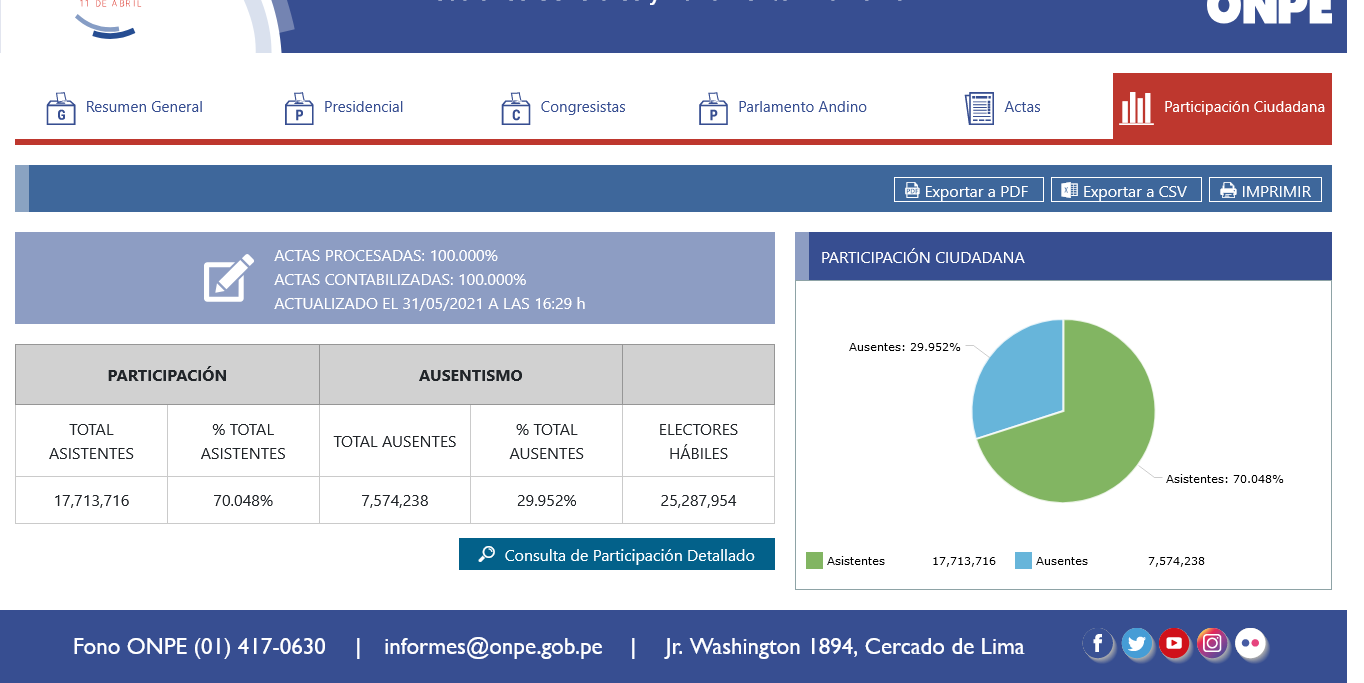 11 DE ABRIL
ONPE
G
Resumen General
P
Presidencial
C
Congresistas
P
Parlamento Andino
Actas
Participación Ciudadana
PDF
Exportar a PDF
X
Exportar a CSV
IMPRIMIR
ACTAS PROCESADAS: 100.000%
ACTAS CONTABILIZADAS: 100.000%
ACTUALIZADO EL 31/05/2021 A LAS 16:29 h
PARTICIPACIÓN
AUSENTISMO
TOTAL
ASISTENTES
% TOTAL
ASISTENTES
TOTAL AUSENTES
% TOTAL
AUSENTES
ELECTORES
HÁBILES
17,713,716
70.048%
7,574,238
29.952%
25,287,954
Consulta de Participación Detallado
PARTICIPACIÓN CIUDADANA
Ausentes: 29.952%
Asistentes: 70.048%
Asistentes 17,713,716
Ausentes 7,574,238
Fono ONPE (01) 417-0630 | informes@onpe.gob.pe | Jr. Washington 1894, Cercado de Lima